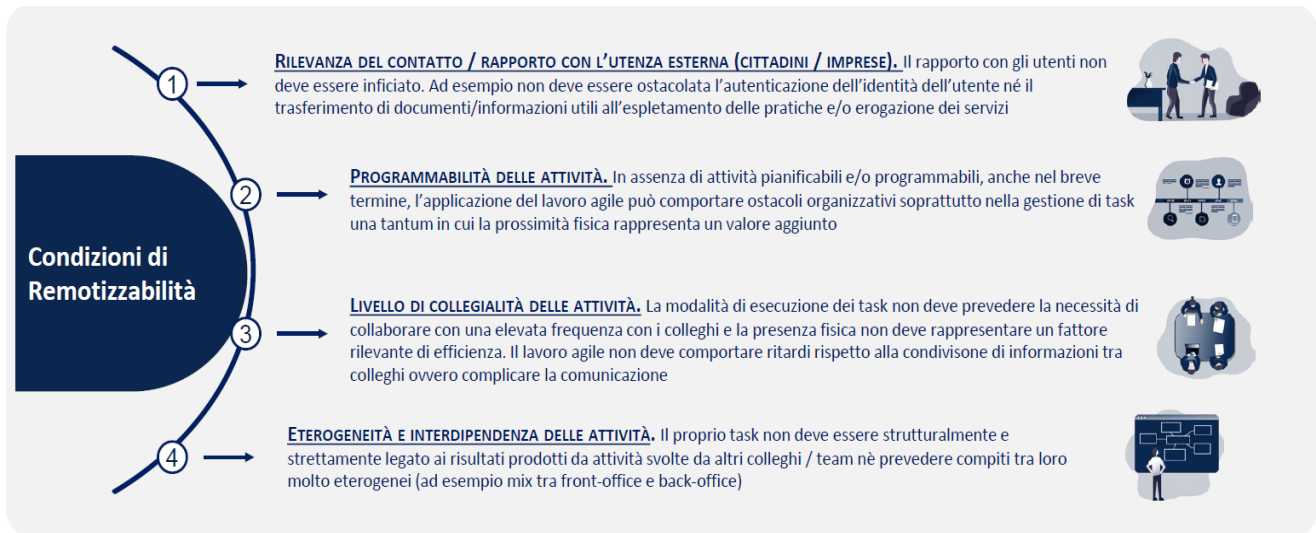 Condizioni di
Remotizzabilità
1
RILEVANZA DEL CONTATTO / RAPPORTO CON L'UTENZA ESTERNA (CITTADINI / IMPRESE). Il rapporto con gli utenti non
deve essere inficiato. Ad esempio non deve essere ostacolata l'autenticazione dell'identità dell'utente né il
trasferimento di documenti/informazioni utili all'espletamento delle pratiche e/o erogazione dei servizi
2
PROGRAMMABILITÀ DELLE ATTIVITÀ. In assenza di attività pianificabili e/o programmabili, anche nel breve
termine, l'applicazione del lavoro agile può comportare ostacoli organizzativi soprattutto nella gestione di task
una tantum in cui la prossimità fisica rappresenta un valore aggiunto
3
LIVELLO DI COLLEGIALITÀ DELLE ATTIVITÀ. La modalità di esecuzione dei task non deve prevedere la necessità di
collaborare con una elevata frequenza con i colleghi e la presenza fisica non deve rappresentare un fattore
rilevante di efficienza. Il lavoro agile non deve comportare ritardi rispetto alla condivisone di informazioni tra
colleghi ovvero complicare la comunicazione
4
ETEROGENEITÀ E INTERDIPENDENZA DELLE ATTIVITÀ. Il proprio task non deve essere strutturalmente e
strettamente legato ai risultati prodotti da attività svolte da altri colleghi / team nè prevedere compiti tra loro
molto eterogenei (ad esempio mix tra front-office e back-office)